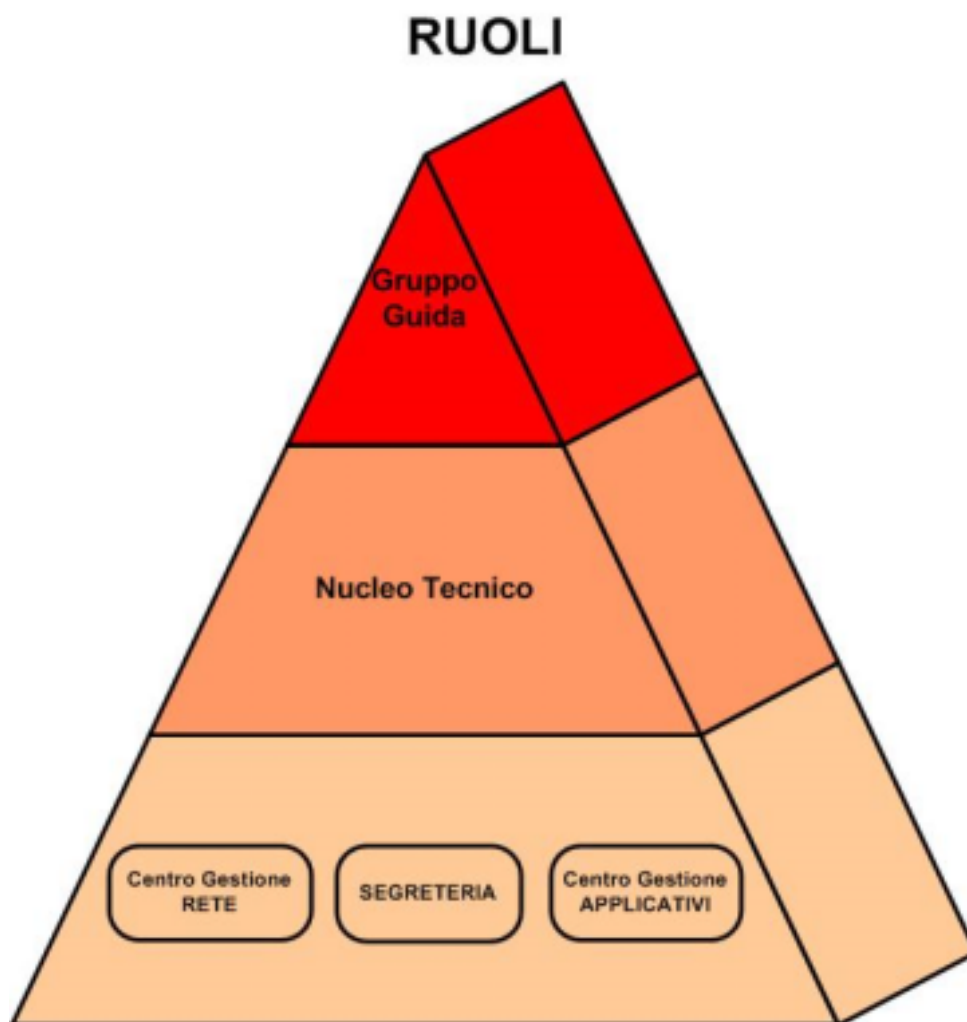 RUOLI
Gruppo
Guida
Nucleo Tecnico
Centro Gestione
RETE
SEGRETERIA
Centro Gestione
APPLICATIVI